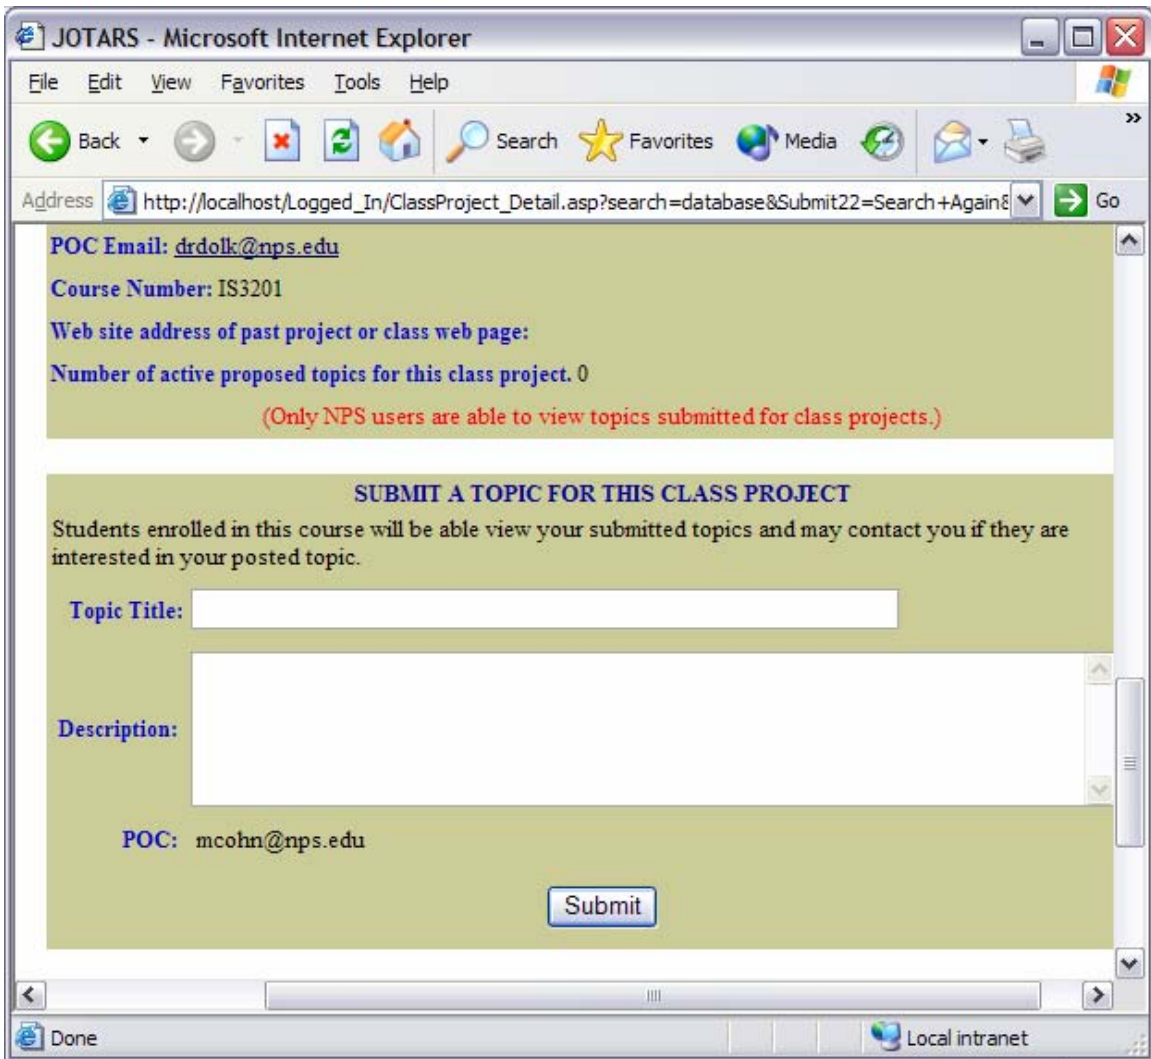 JOTARS - Microsoft Internet Explorer
File Edit View Favorites Tools Help
Back Search Favorites Media »
Address http://localhost/Logged_In/ClassProject_Detail.asp?search=database&Submit22=Search+Again& Go
POC Email: drdolk@nps.edu
Course Number: IS3201
Web site address of past project or class web page:
Number of active proposed topics for this class project. 0
(Only NPS users are able to view topics submitted for class projects.)
SUBMIT A TOPIC FOR THIS CLASS PROJECT
Students enrolled in this course will be able view your submitted topics and may contact you if they are
interested in your posted topic.
Topic Title:
Description:
POC: mcohn@nps.edu
Submit
Done Local intranet